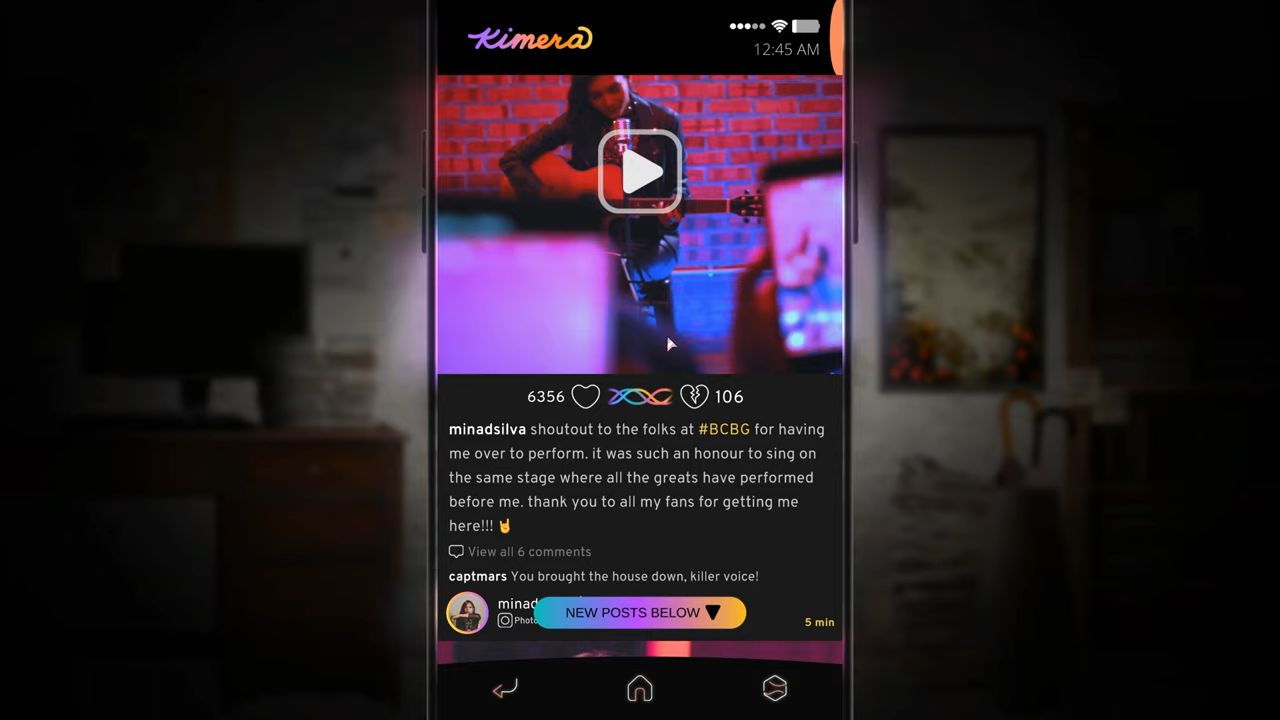 Kimera
12:45 AM
6356
106
minadsilva shoutout to the folks at #BCBG for having
me over to perform. it was such an honour to sing on
the same stage where all the greats have performed
before me. thank you to all my fans for getting me
here!!! 🤘
View all 6 comments
captmars You brought the house down, killer voice!
NEW POSTS BELOW
5 min